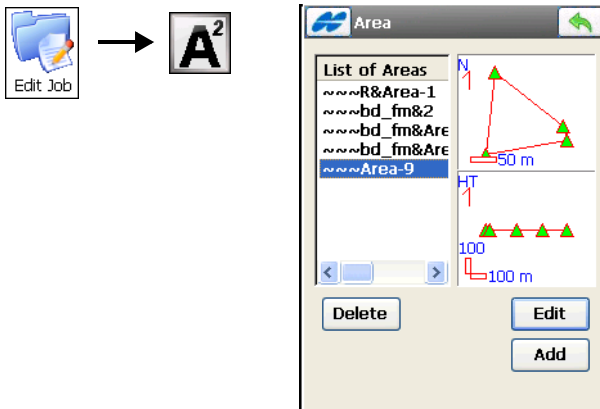 Edit Job
A2
Area
List of Areas
~~~R&Area-1
~~~bd_fm&2
~~~bd_fm&Are
~~~bd_fm&Are
~~~Area-9
N
50 m
HT
100
100 m
Delete
Edit
Add